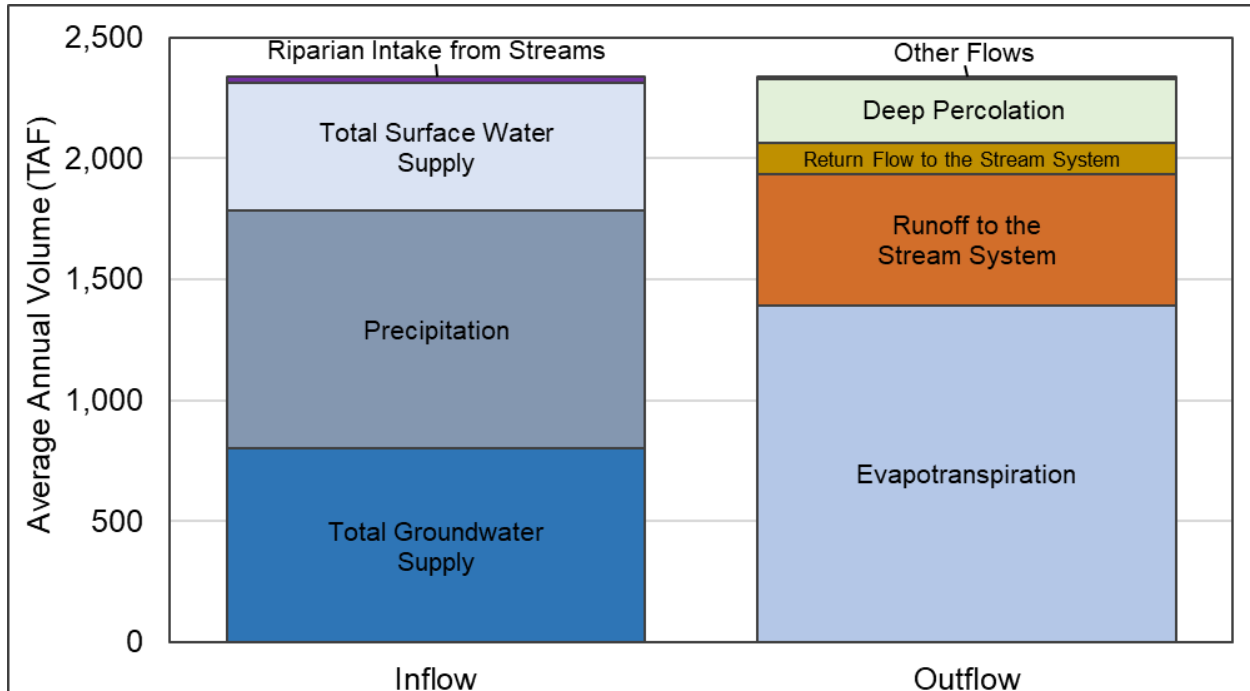 2,500
2,000
1,500
1,000
500
0
Average Annual Volume (TAF)
Riparian Intake from Streams
Total Surface Water
Supply
Precipitation
Total Groundwater
Supply
Inflow
Other Flows
Deep Percolation
Return Flow to the Stream System
Runoff to the
Stream System
Evapotranspiration
Outflow